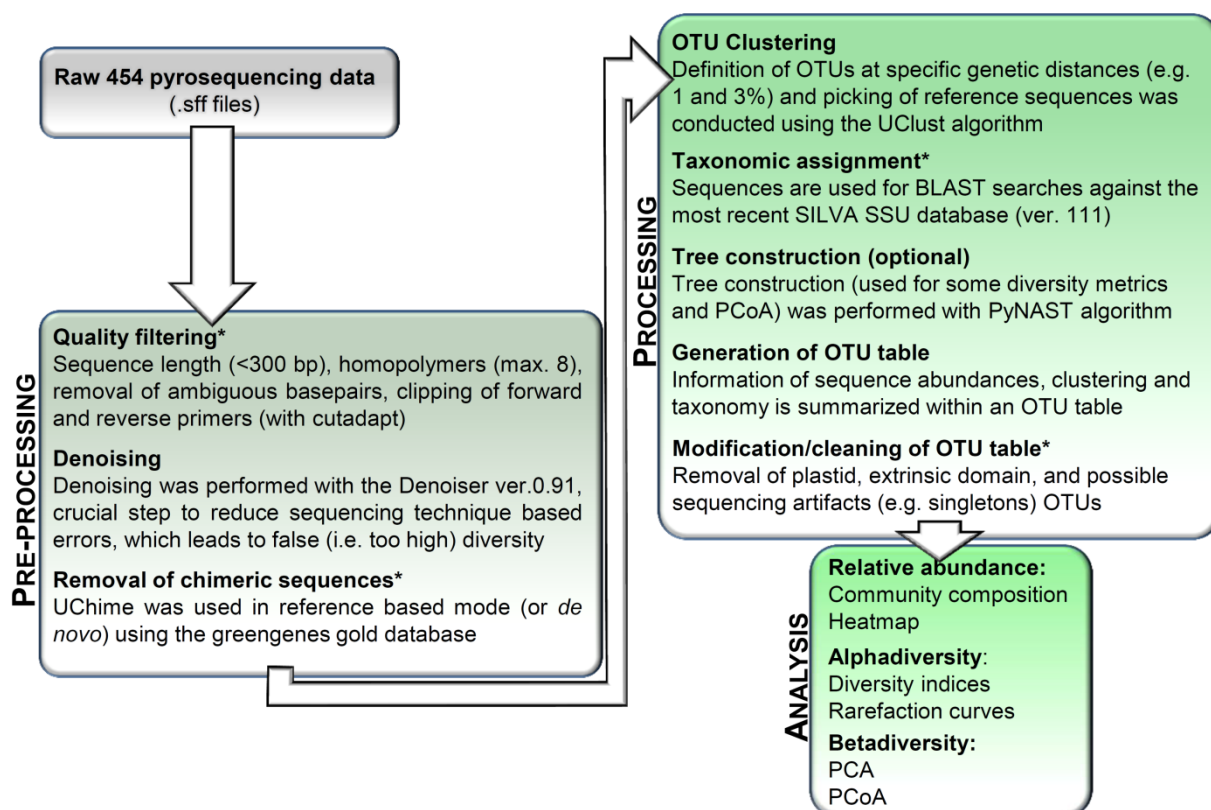 Raw 454 pyrosequencing data
(.sff files)
PRE-PROCESSING
Quality filtering*
Sequence length (<300 bp), homopolymers (max. 8),
removal of ambiguous basepairs, clipping of forward
and reverse primers (with cutadapt)
Denoising
Denoising was performed with the Denoiser ver.0.91,
crucial step to reduce sequencing technique based
errors, which leads to false (i.e. too high) diversity
Removal of chimeric sequences*
UChime was used in reference based mode (or de
novo) using the greengenes gold database
PROCESSING
OTU Clustering
Definition of OTUs at specific genetic distances (e.g.
1 and 3%) and picking of reference sequences was
conducted using the UClust algorithm
Taxonomic assignment*
Sequences are used for BLAST searches against the
most recent SILVA SSU database (ver. 111)
Tree construction (optional)
Tree construction (used for some diversity metrics
and PCoA) was performed with PyNAST algorithm
Generation of OTU table
Information of sequence abundances, clustering and
taxonomy is summarized within an OTU table
Modification/cleaning of OTU table*
Removal of plastid, extrinsic domain, and possible
sequencing artifacts (e.g. singletons) OTUs
ANALYSIS
Relative abundance:
Community composition
Heatmap
Alphadiversity:
Diversity indices
Rarefaction curves
Betadiversity:
PCA
PCoA